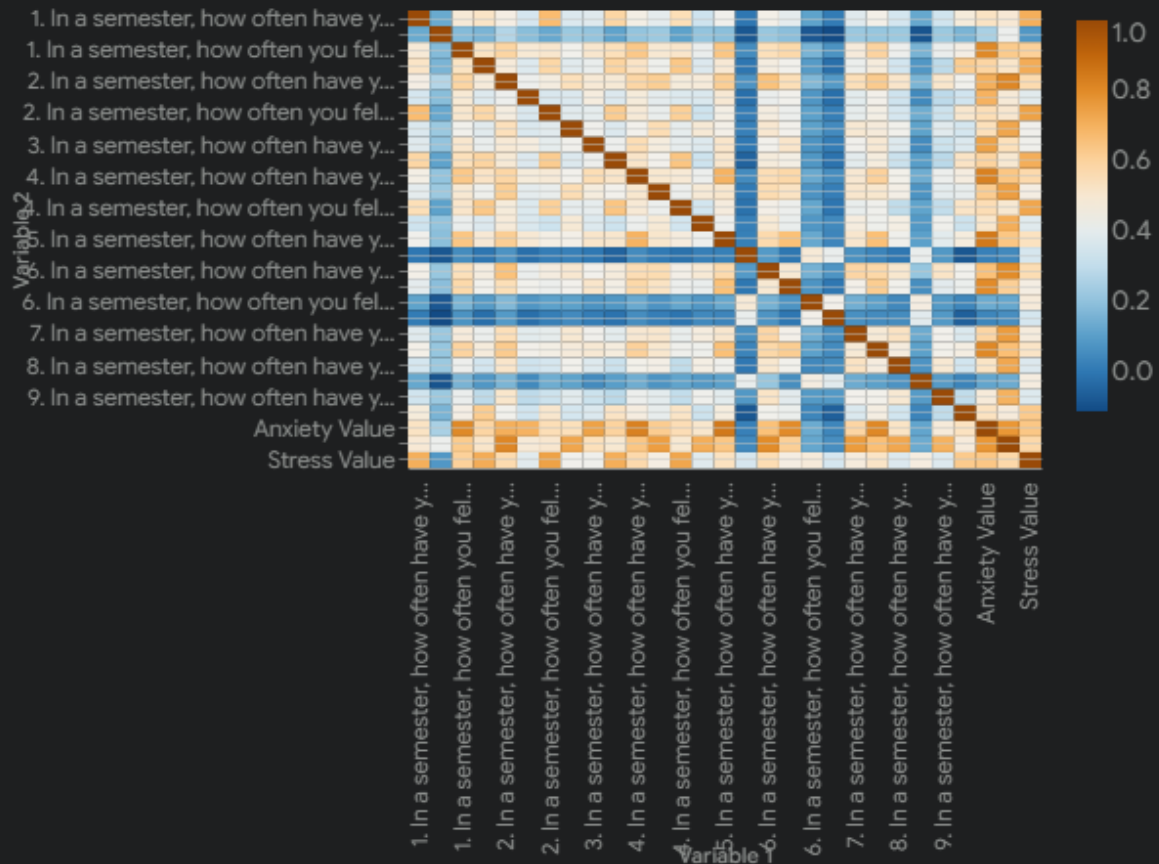 1. In a semester, how often have y...
1. In a semester, how often you fel...
2. In a semester, how often have y...
2. In a semester, how often you fel...
3. In a semester, how often have y...
4. In a semester, how often have y...
4. In a semester, how often you fel...
5. In a semester, how often have y...
6. In a semester, how often have y...
6. In a semester, how often you fel...
7. In a semester, how often have y...
8. In a semester, how often have y...
9. In a semester, how often have y...
Anxiety Value
Stress Value
Variable 2
1.0
0.8
0.6
0.4
0.2
0.0
1. In a semester, how often have y...
1. In a semester, how often you fel...
2. In a semester, how often have y...
2. In a semester, how often you fel...
3. In a semester, how often have y...
4. In a semester, how often have y...
4. In a semester, how often you fel...
5. In a semester, how often have y...
6. In a semester, how often have y...
6. In a semester, how often you fel...
7. In a semester, how often have y...
8. In a semester, how often have y...
9. In a semester, how often have y...
Anxiety Value
Stress Value
Variable 1